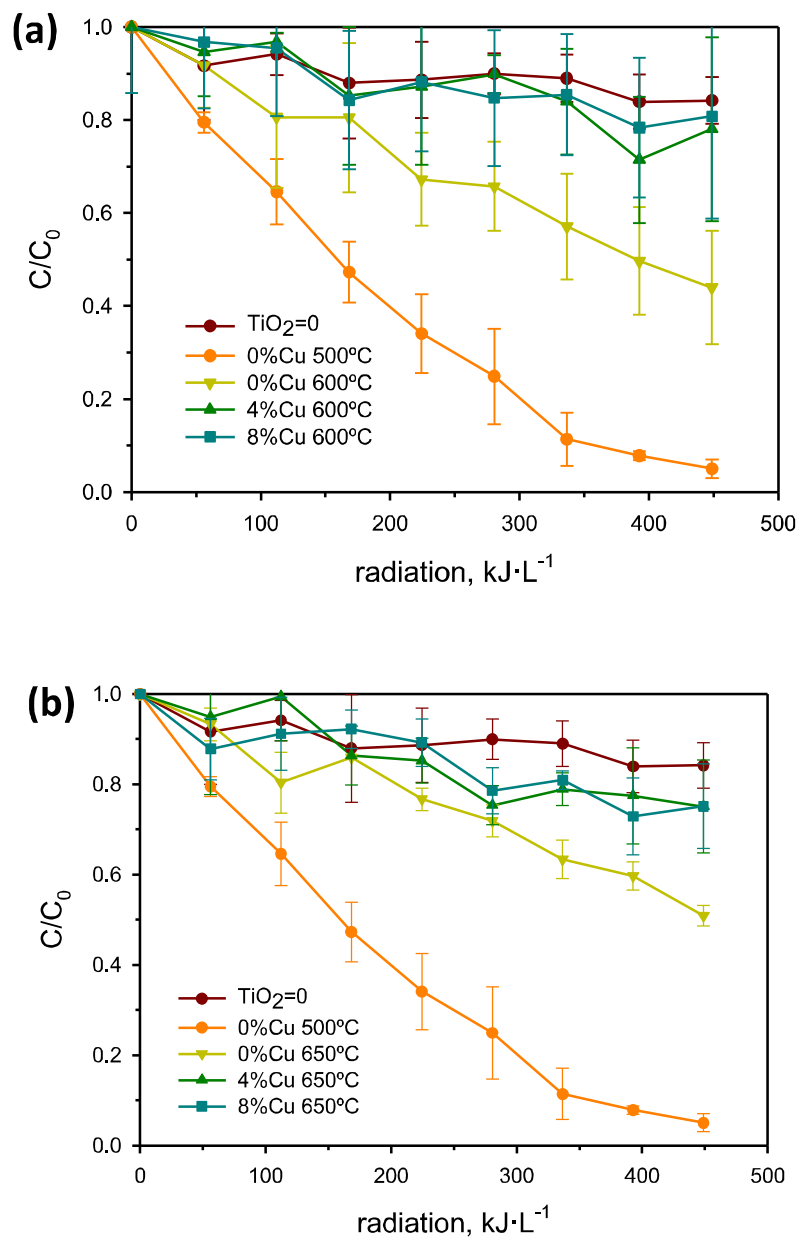 (a)
1.0
0.8
0.6
0.4
0.2
0.0
C/C0
TiO2=0
0%Cu 500ºC
0%Cu 600ºC
4%Cu 600ºC
8%Cu 600ºC
0 100 200 300 400 500
radiation, kJ·L-1
(b)
1.0
0.8
0.6
0.4
0.2
0.0
C/C0
TiO2=0
0%Cu 500ºC
0%Cu 650ºC
4%Cu 650ºC
8%Cu 650ºC
0 100 200 300 400 500
radiation, kJ·L-1